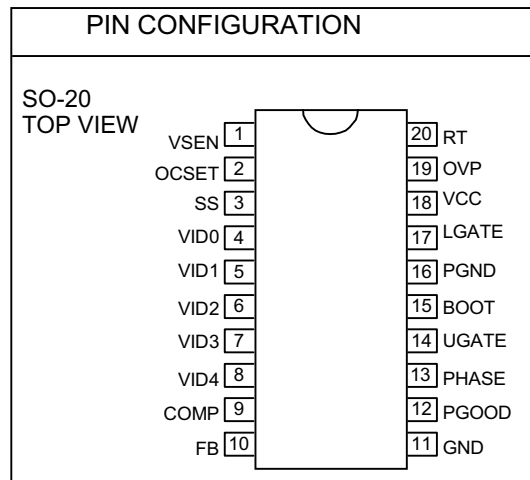 PIN CONFIGURATION
SO-20
TOP VIEW
VSEN 1
OCSET 2
SS 3
VID0 4
VID1 5
VID2 6
VID3 7
VID4 8
COMP 9
FB 10
20 RT
19 OVP
18 VCC
17 LGATE
16 PGND
15 BOOT
14 UGATE
13 PHASE
12 PGOOD
11 GND